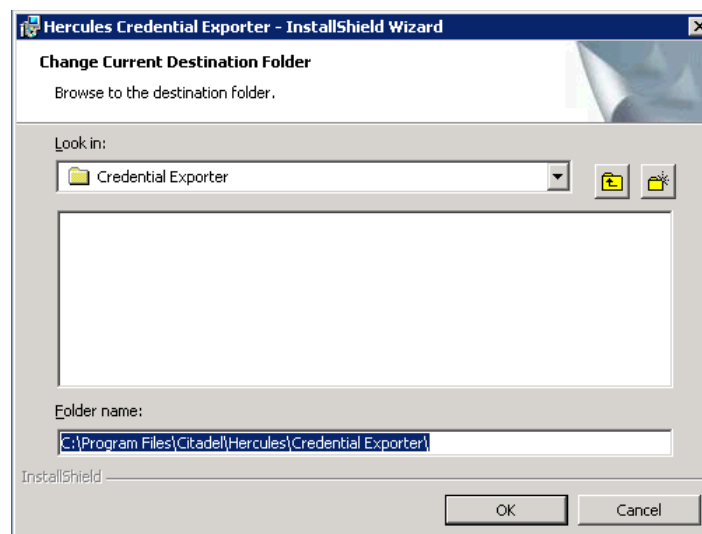 Hercules Credential Exporter - InstallShield Wizard
Change Current Destination Folder
Browse to the destination folder.
Look in:
Credential Exporter
Folder name:
C:\Program Files\Citadel\Hercules\Credential Exporter\
InstallShield
OK Cancel